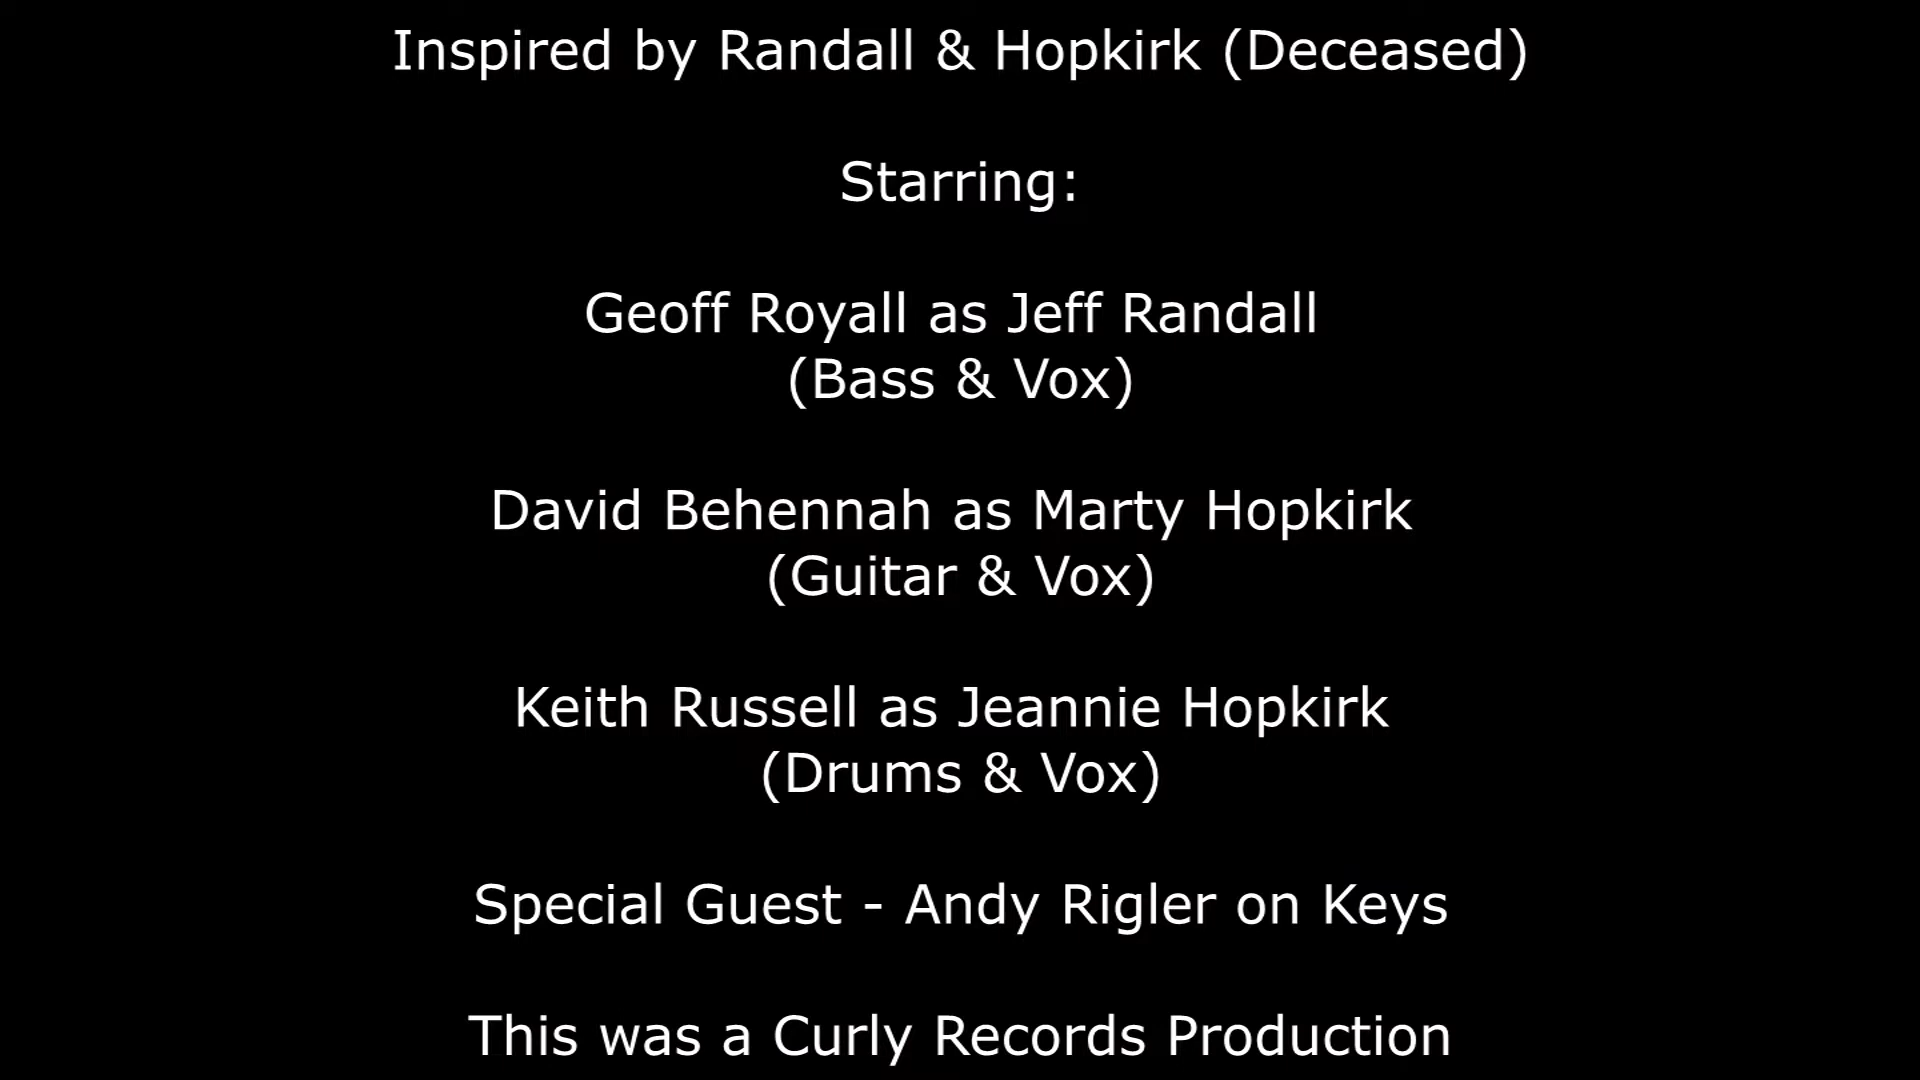 Inspired by Randall & Hopkirk (Deceased)
Starring:
Geoff Royall as Jeff Randall
(Bass & Vox)
David Behennah as Marty Hopkirk
(Guitar & Vox)
Keith Russell as Jeannie Hopkirk
(Drums & Vox)
Special Guest - Andy Rigler on Keys
This was a Curly Records Production